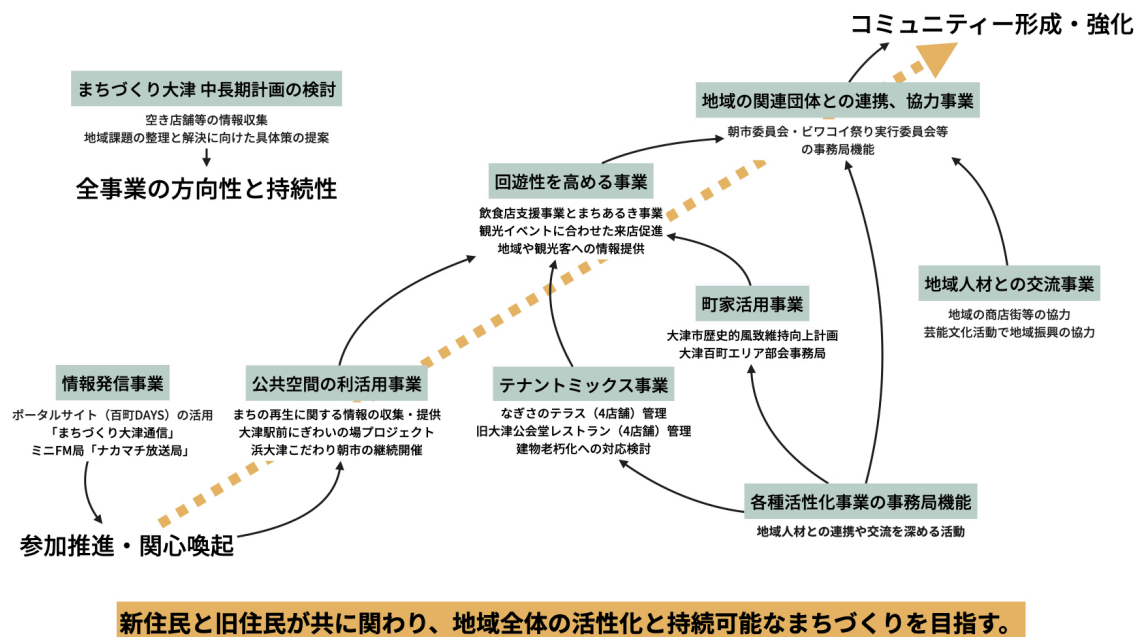 コミュニティー形成・強化
まちづくり大津 中長期計画の検討
空き店舗等の情報収集
地域課題の整理と解決に向けた具体策の提案
全事業の方向性と持続性
地域の関連団体との連携、協力事業
朝市委員会・ビワコイ祭り実行委員会等
の事務局機能
回遊性を高める事業
飲食店支援事業とまちあるき事業
観光イベントに合わせた来店促進
地域や観光客への情報提供
地域人材との交流事業
地域の商店街等の協力
芸能文化活動で地域振興の協力
町家活用事業
大津市歴史的風致維持向上計画
大津百町エリア部会事務局
情報発信事業
ポータルサイト（百町DAYS）の活用
「まちづくり大津通信」
ミニFM局「ナカマチ放送局」
公共空間の利活用事業
まちの再生に関する情報の収集・提供
大津駅前にぎわいの場プロジェクト
浜大津こだわり朝市の継続開催
テナントミックス事業
なぎさのテラス（4店舗）管理
旧大津公会堂レストラン（4店舗）管理
建物老朽化への対応検討
各種活性化事業の事務局機能
地域人材との連携や交流を深める活動
参加推進・関心喚起
新住民と旧住民が共に関わり、地域全体の活性化と持続可能なまちづくりを目指す。